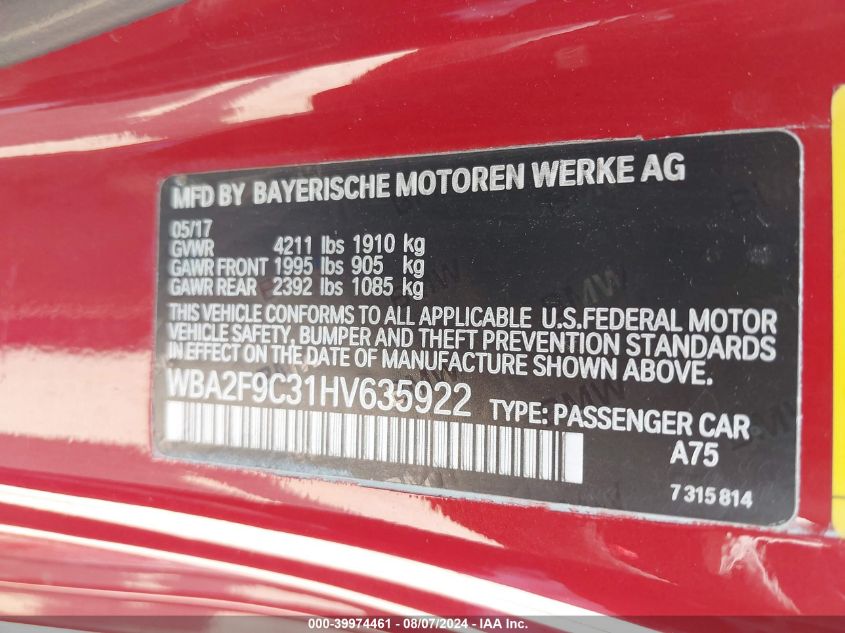 MFD BY BAYERISCHE MOTOREN WERKE AG
05/17
GVWR 4211 lbs 1910 kg
GAWR FRONT 1995 lbs 905 kg
GAWR REAR 2392 lbs 1085 kg
THIS VEHICLE CONFORMS TO ALL APPLICABLE U.S.FEDERAL MOTOR
VEHICLE SAFETY, BUMPER AND THEFT PREVENTION STANDARDS
IN EFFECT ON THE DATE OF MANUFACTURE SHOWN ABOVE.
WBA2F9C31HV635922 TYPE: PASSENGER CAR
A75
7 315 814
000-39974461 - 08/07/2024 - IAA Inc.